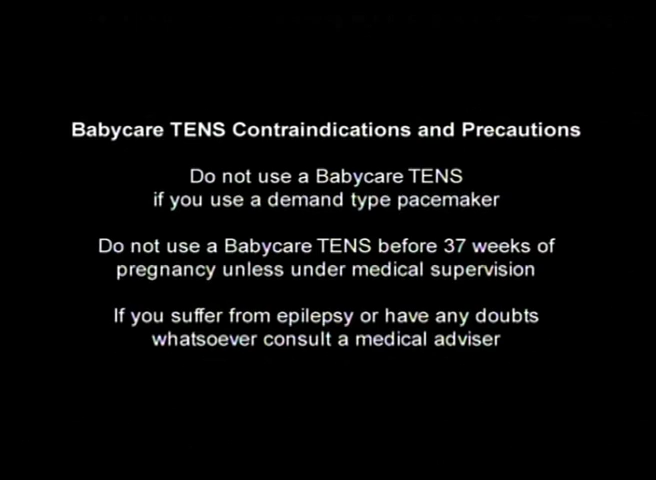 Babycare TENS Contraindications and Precautions
Do not use a Babycare TENS
if you use a demand type pacemaker
Do not use a Babycare TENS before 37 weeks of
pregnancy unless under medical supervision
If you suffer from epilepsy or have any doubts
whatsoever consult a medical adviser